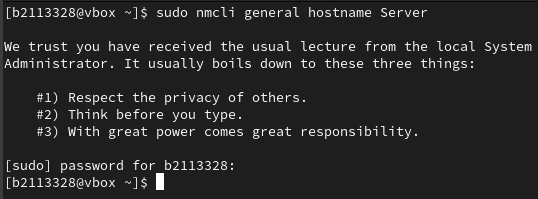 [b2113328@vbox ~]$ sudo nmcli general hostname Server
We trust you have received the usual lecture from the local System
Administrator. It usually boils down to these three things:
#1) Respect the privacy of others.
#2) Think before you type.
#3) With great power comes great responsibility.
[sudo] password for b2113328:
[b2113328@vbox ~]$